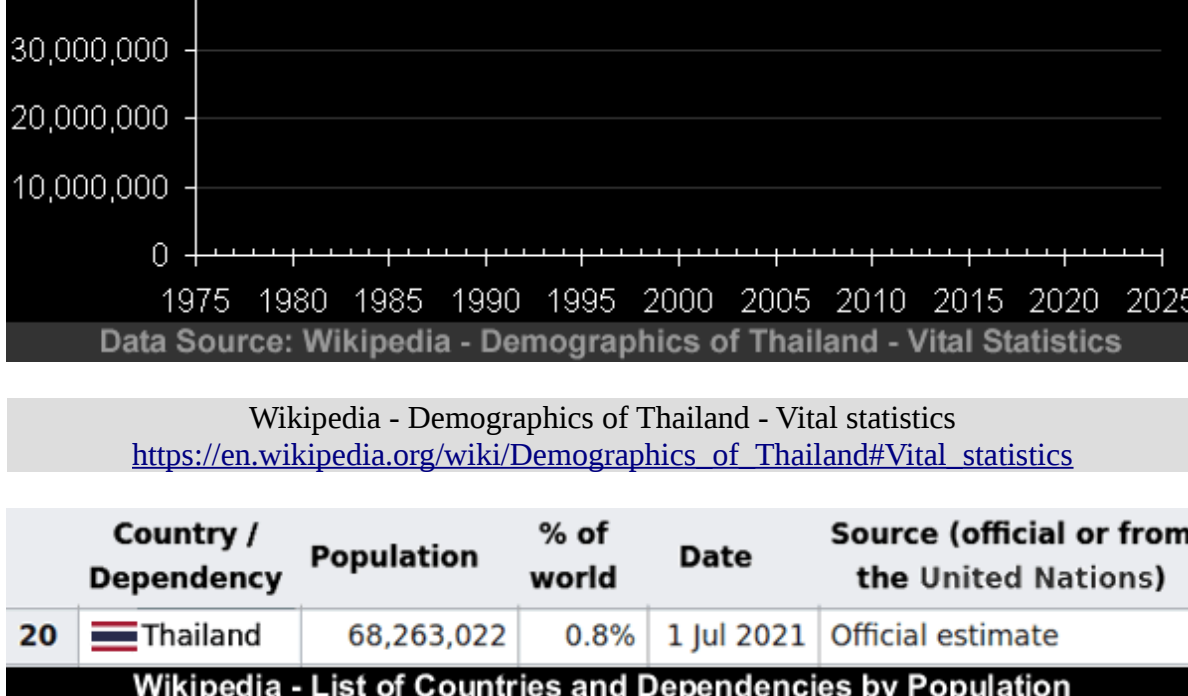 30,000,000
20,000,000
10,000,000
0
1975 1980 1985 1990 1995 2000 2005 2010 2015 2020 2025
Data Source: Wikipedia - Demographics of Thailand - Vital Statistics
Wikipedia - Demographics of Thailand - Vital statistics
https://en.wikipedia.org/wiki/Demographics_of_Thailand#Vital_statistics
Country / Dependency Population % of world Date Source (official or from the United Nations)
20 Thailand 68,263,022 0.8% 1 Jul 2021 Official estimate
Wikipedia - List of Countries and Dependencies by Population